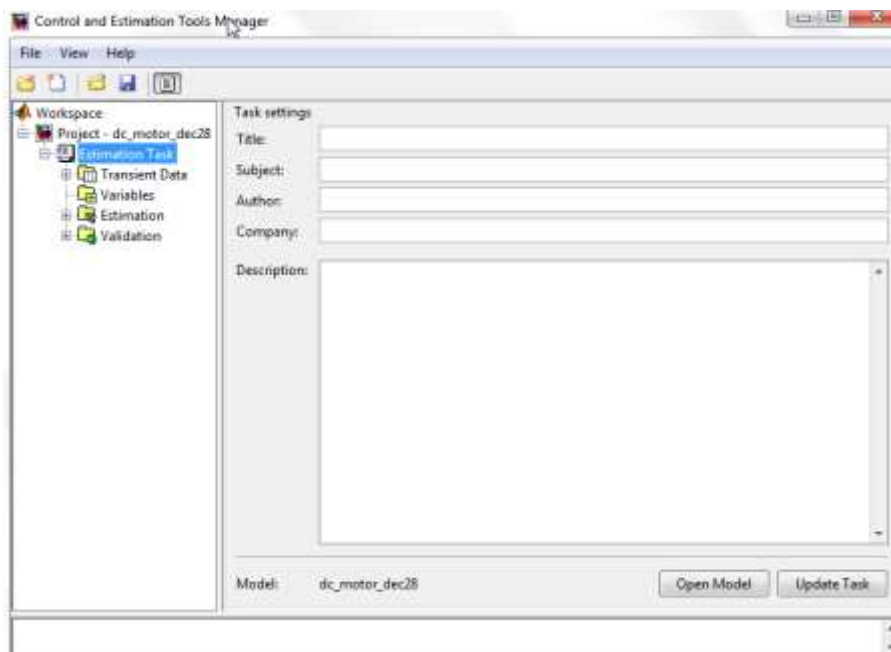 Control and Estimation Tools Manager
File View Help
Workspace
Project - dc_motor_dec28
Estimation Task
Transient Data
Variables
Estimation
Validation
Task settings
Title:
Subject:
Author:
Company:
Description:
Model: dc_motor_dec28
Open Model Update Task